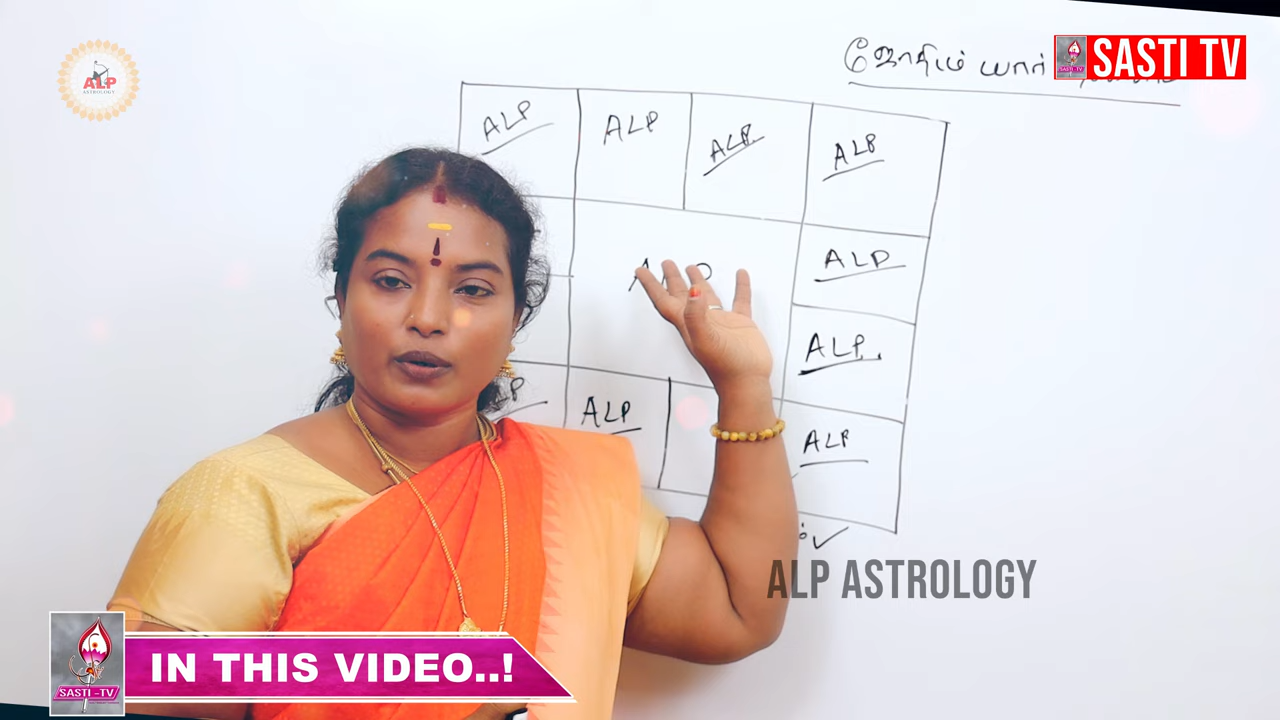 ALP
ASTROLOGY
SASTI TV
ஜோதிடம் யார்
ALP
ALP
ALP
ALP
ALP
ALP.
ALP
ALP
ALP ASTROLOGY
IN THIS VIDEO..!
SASTI-TV